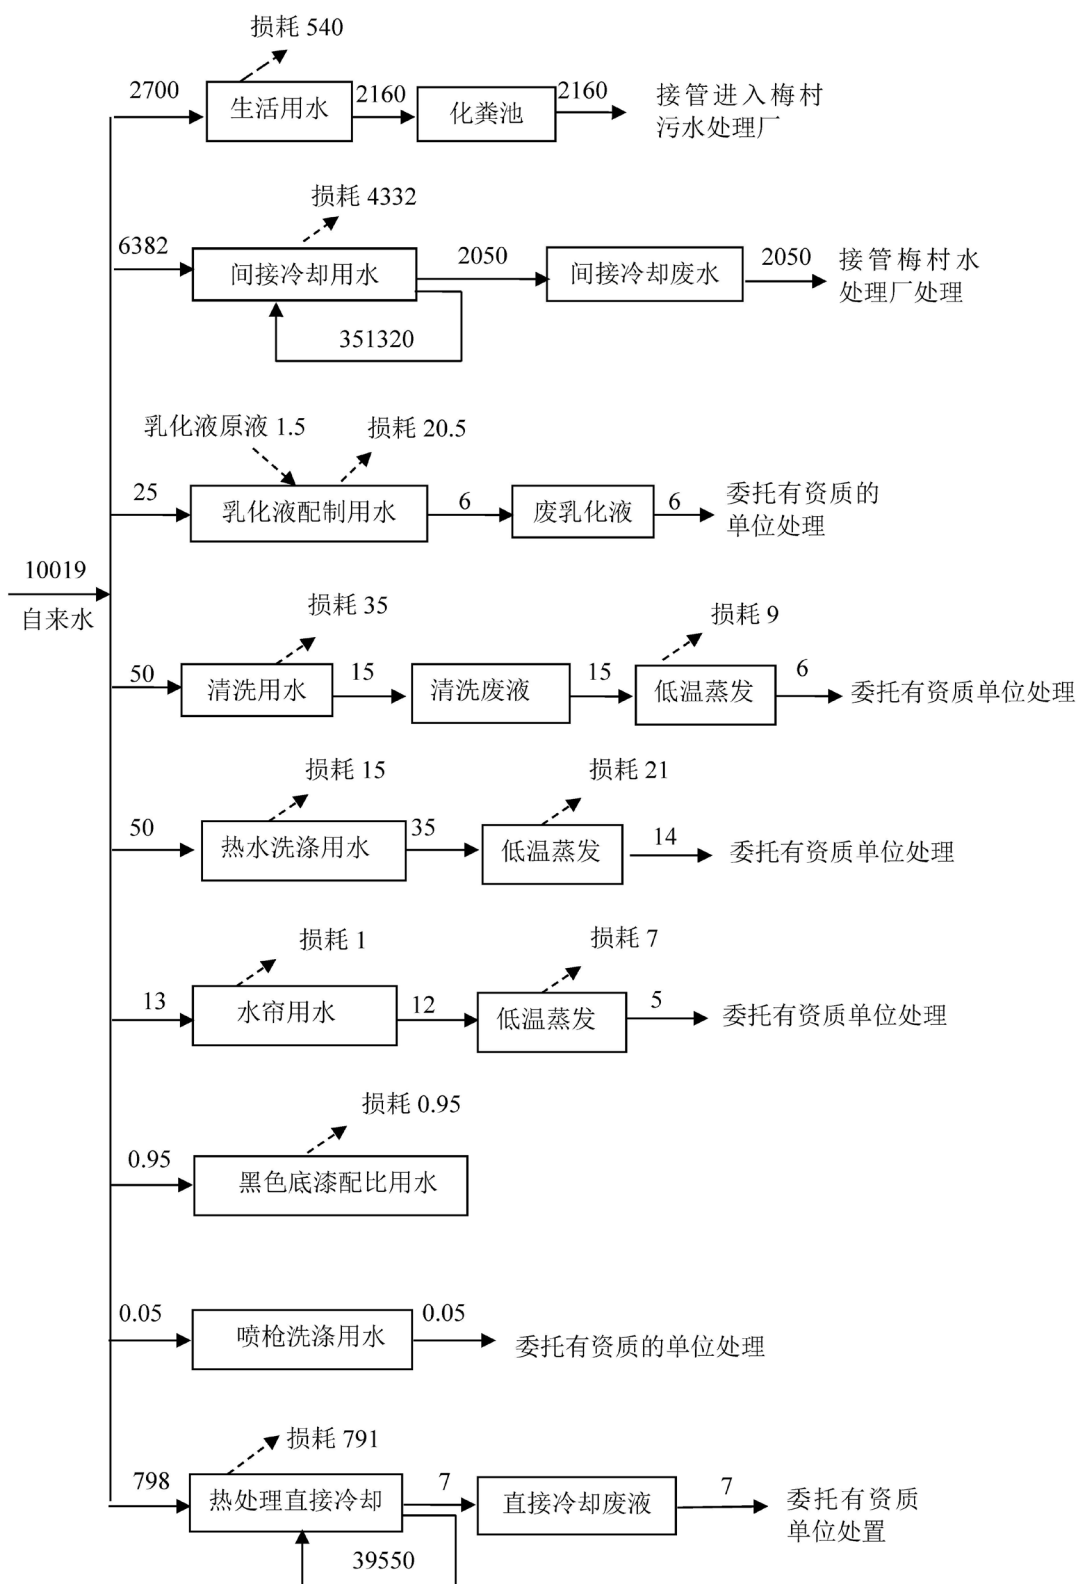 损耗 540
2700
生活用水
2160
化粪池
2160
接管进入梅村
污水处理厂
损耗 4332
6382
间接冷却用水
2050
间接冷却废水
2050
接管梅村水
处理厂处理
351320
乳化液原液 1.5
损耗 20.5
25
乳化液配制用水
6
废乳化液
6
委托有资质的
单位处理
10019
自来水
损耗 35
损耗 9
50
清洗用水
15
清洗废液
15
低温蒸发
6
委托有资质单位处理
损耗 15
损耗 21
50
热水洗涤用水
35
低温蒸发
14
委托有资质单位处理
损耗 1
损耗 7
13
水帘用水
12
低温蒸发
5
委托有资质单位处理
损耗 0.95
0.95
黑色底漆配比用水
0.05
喷枪洗涤用水
0.05
委托有资质的单位处理
损耗 791
798
热处理直接冷却
7
直接冷却废液
7
委托有资质
单位处置
39550